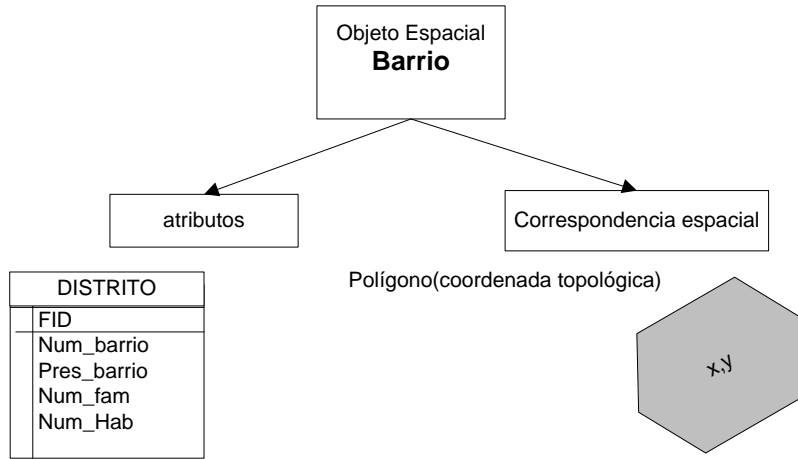 Objeto Espacial
Barrio
atributos
Correspondencia espacial
DISTRITO
FID
Num_barrio
Pres_barrio
Num_fam
Num_Hab
Polígono(coordenada topológica)
x,y